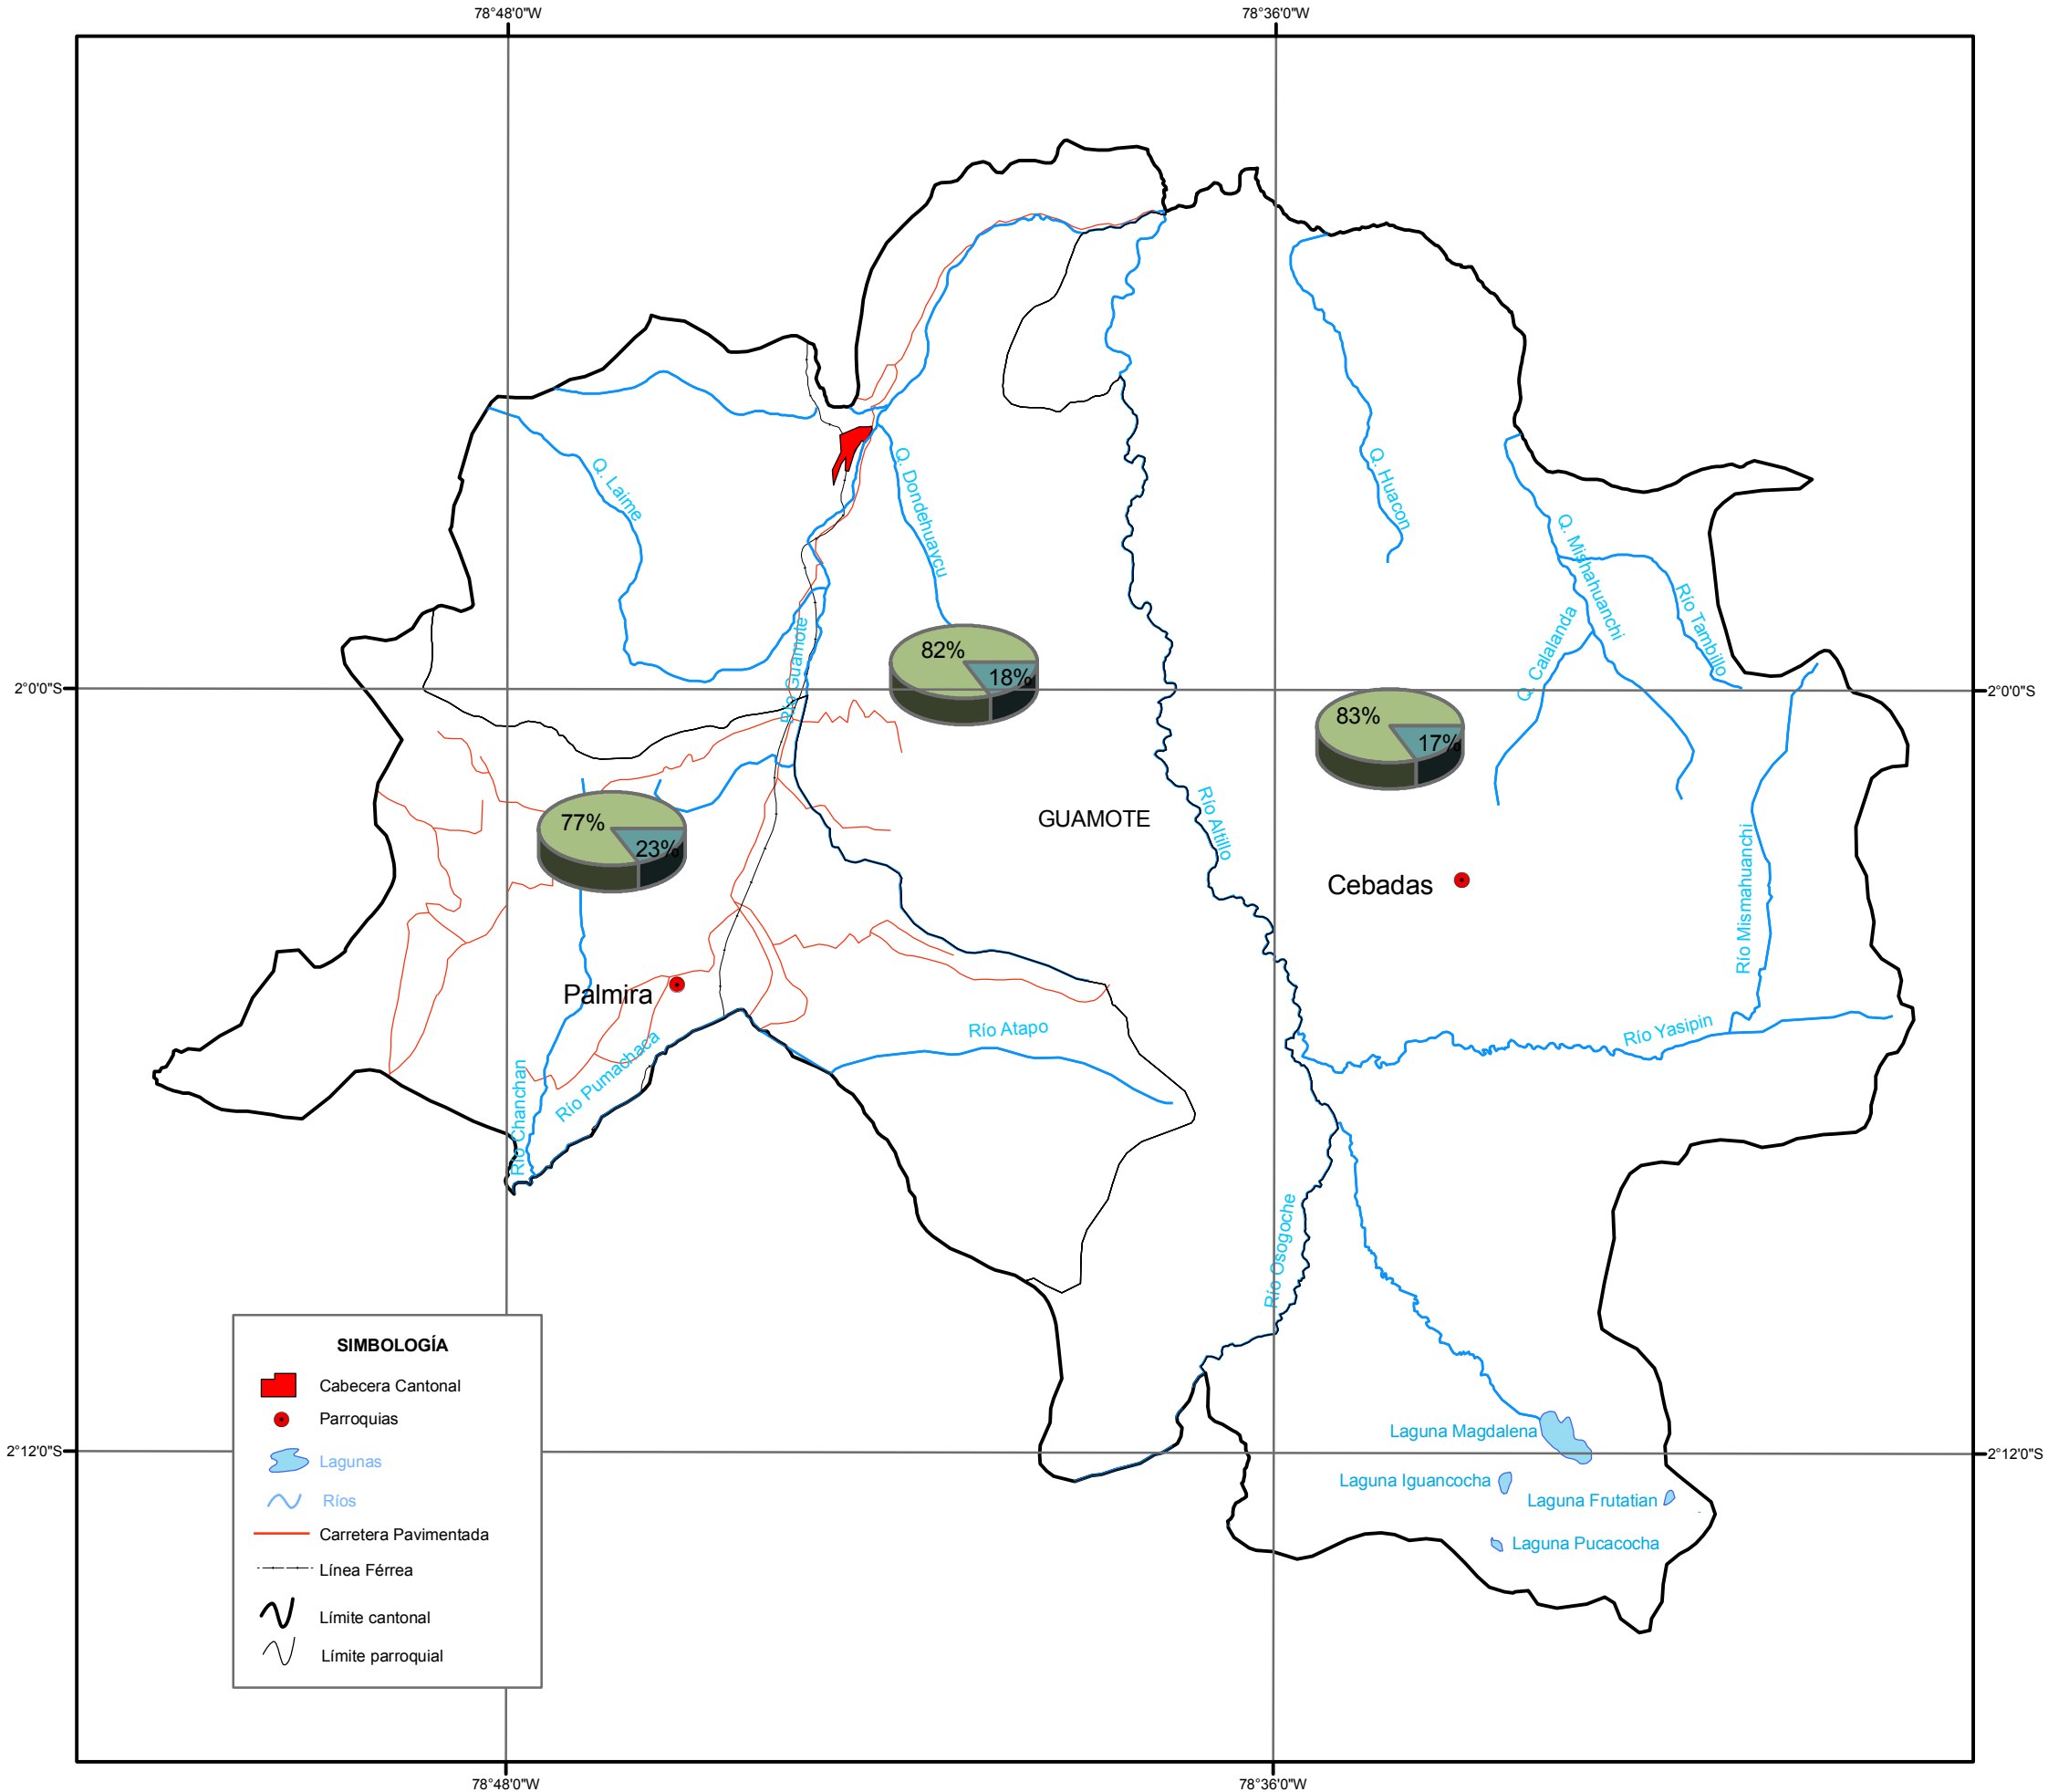 78°48'0"W
78°36'0"W
Q. Laime
Q. Dondehuaycu
Q. Huacon
Q. Mishahuanchi
Río Tambillo
Q. Calalanda
Río Guamote
82%
18%
2°0'0"S
2°0'0"S
83%
17%
77%
23%
GUAMOTE
Río Altillo
Cebadas
Río Mismahuanchi
Palmira
Río Atapo
Río Yasipin
Río Pumachaca
Río Chanchan
Río Osogoche
SIMBOLOGÍA
Cabecera Cantonal
Parroquias
Lagunas
Ríos
Carretera Pavimentada
Línea Férrea
Límite cantonal
Límite parroquial
Laguna Magdalena
2°12'0"S
2°12'0"S
Laguna Iguancocha
Laguna Frutatian
Laguna Pucacocha
78°48'0"W
78°36'0"W